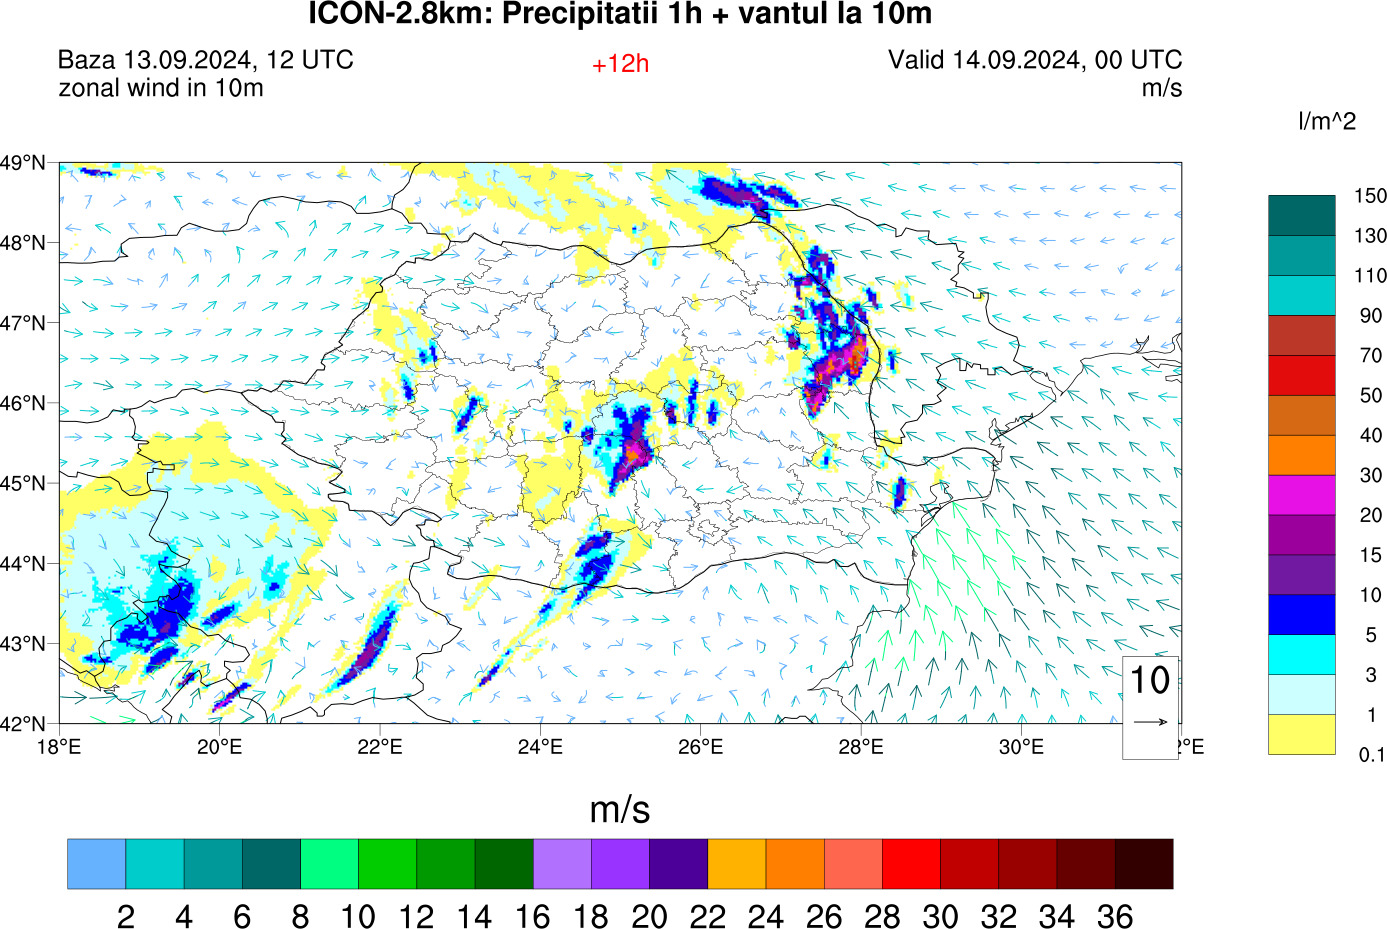 ICON-2.8km: Precipitatii 1h + vantul la 10m
Baza 13.09.2024, 12 UTC
+12h
Valid 14.09.2024, 00 UTC
zonal wind in 10m
m/s
l/m^2
49°N
48°N
47°N
46°N
45°N
44°N
43°N
42°N
18°E 20°E 22°E 24°E 26°E 28°E 30°E 2°E
10
150
130
110
90
70
50
40
30
20
15
10
5
3
1
0.1
m/s
2 4 6 8 10 12 14 16 18 20 22 24 26 28 30 32 34 36